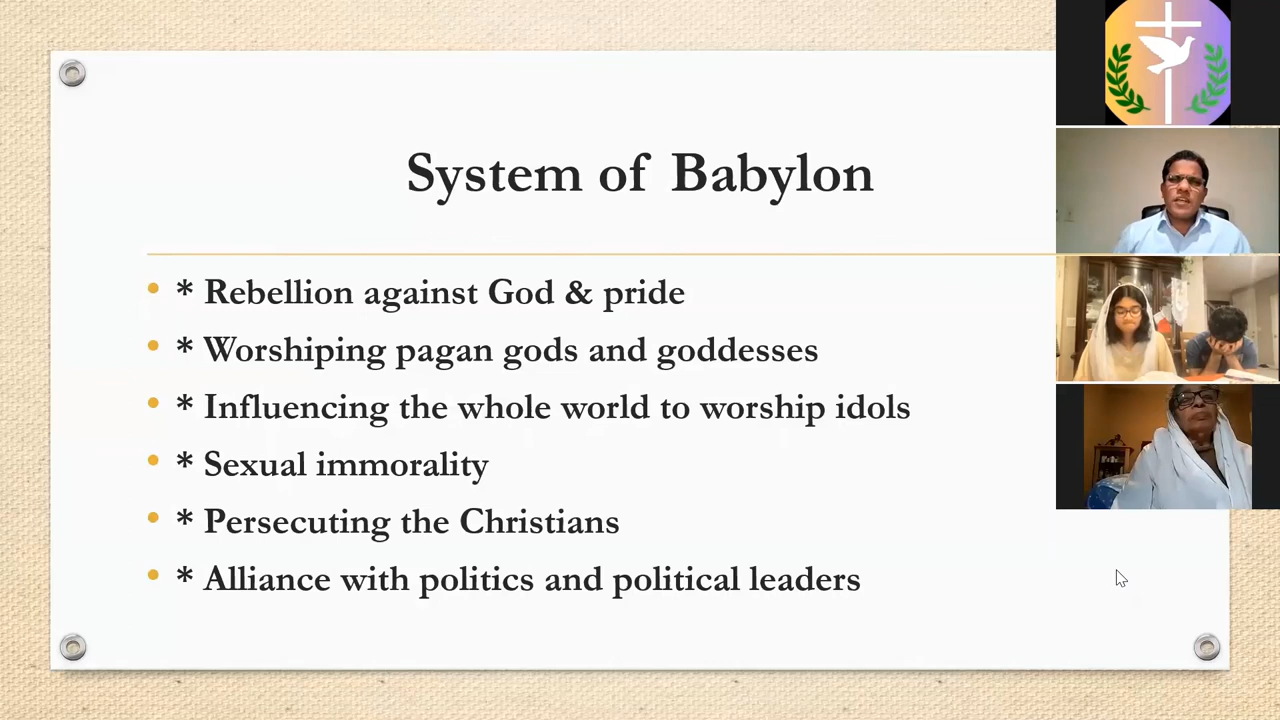 System of Babylon
* Rebellion against God & pride
* Worshiping pagan gods and goddesses
* Influencing the whole world to worship idols
* Sexual immorality
* Persecuting the Christians
* Alliance with politics and political leaders